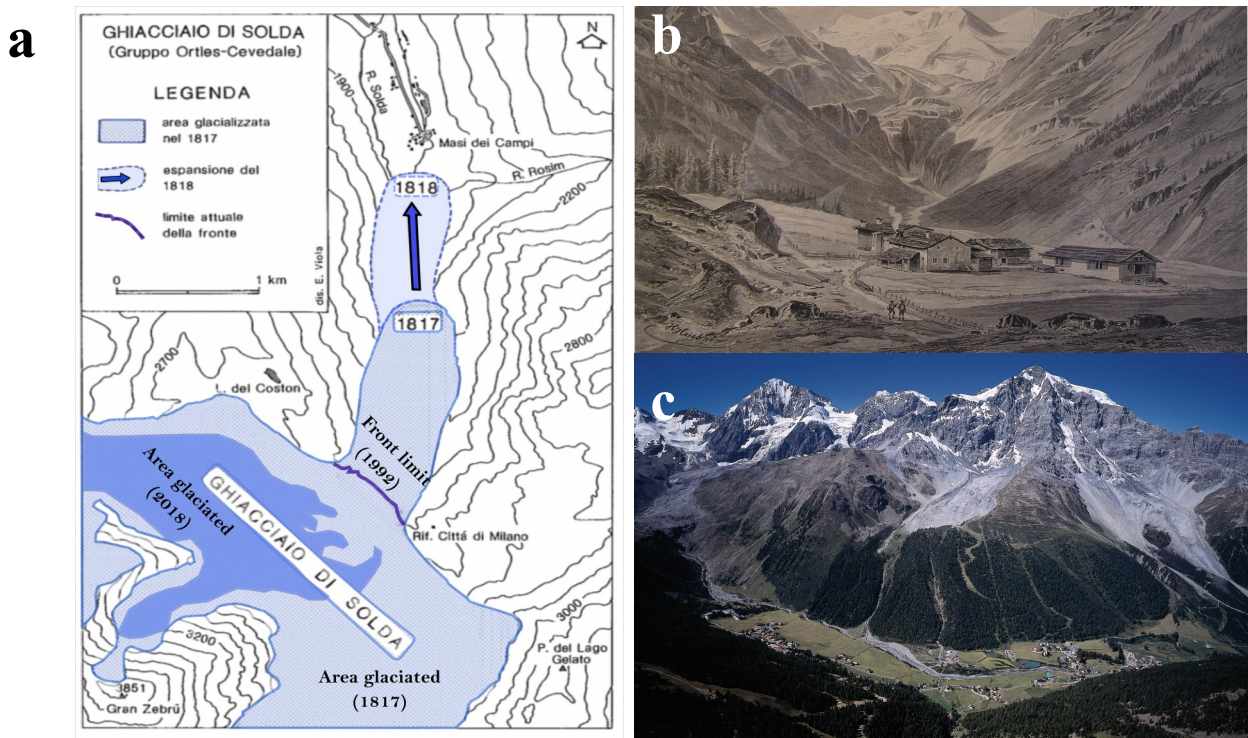 a
GHIACCIAIO DI SOLDA
(Gruppo Ortles-Cevedale)
LEGENDA
area glacializzata
nel 1817
espansione del
1818
limite attuale
della fronte
0
1 km
dis. E. Viola
N
1900
R. Solda
Masi dei Campi
R. Rosim
2200
1818
1817
2700
L. del Coston
2800
Front limit
(1992)
Area glaciated
(2018)
GHIACCIAIO DI SOLDA
Rif. Cittá di Milano
3000
3200
P. del Lago
Gelato
Area glaciated
(1817)
3851
Gran Zebrŭ
b
c